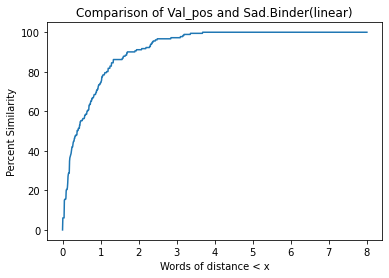 Comparison of Val_pos and Sad.Binder(linear)
Percent Similarity
100
80
60
40
20
0
0 1 2 3 4 5 6 7 8
Words of distance < x